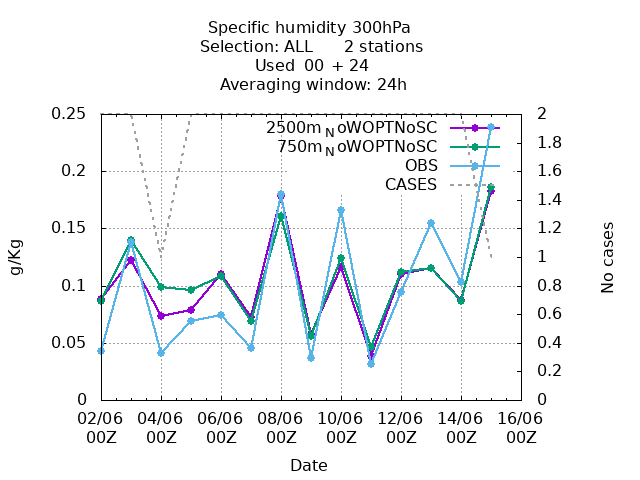 Specific humidity 300hPa
Selection: ALL      2 stations
Used  00  + 24
Averaging window: 24h
0.25
0.2
0.15
0.1
0.05
0
2
1.8
1.6
1.4
1.2
1
0.8
0.6
0.4
0.2
0
2500m_NoWOPTNoSC
750m_NoWOPTNoSC
OBS
CASES
g/Kg
No cases
02/06 04/06 06/06 08/06 10/06 12/06 14/06 16/06
00Z 00Z 00Z 00Z 00Z 00Z 00Z 00Z
Date